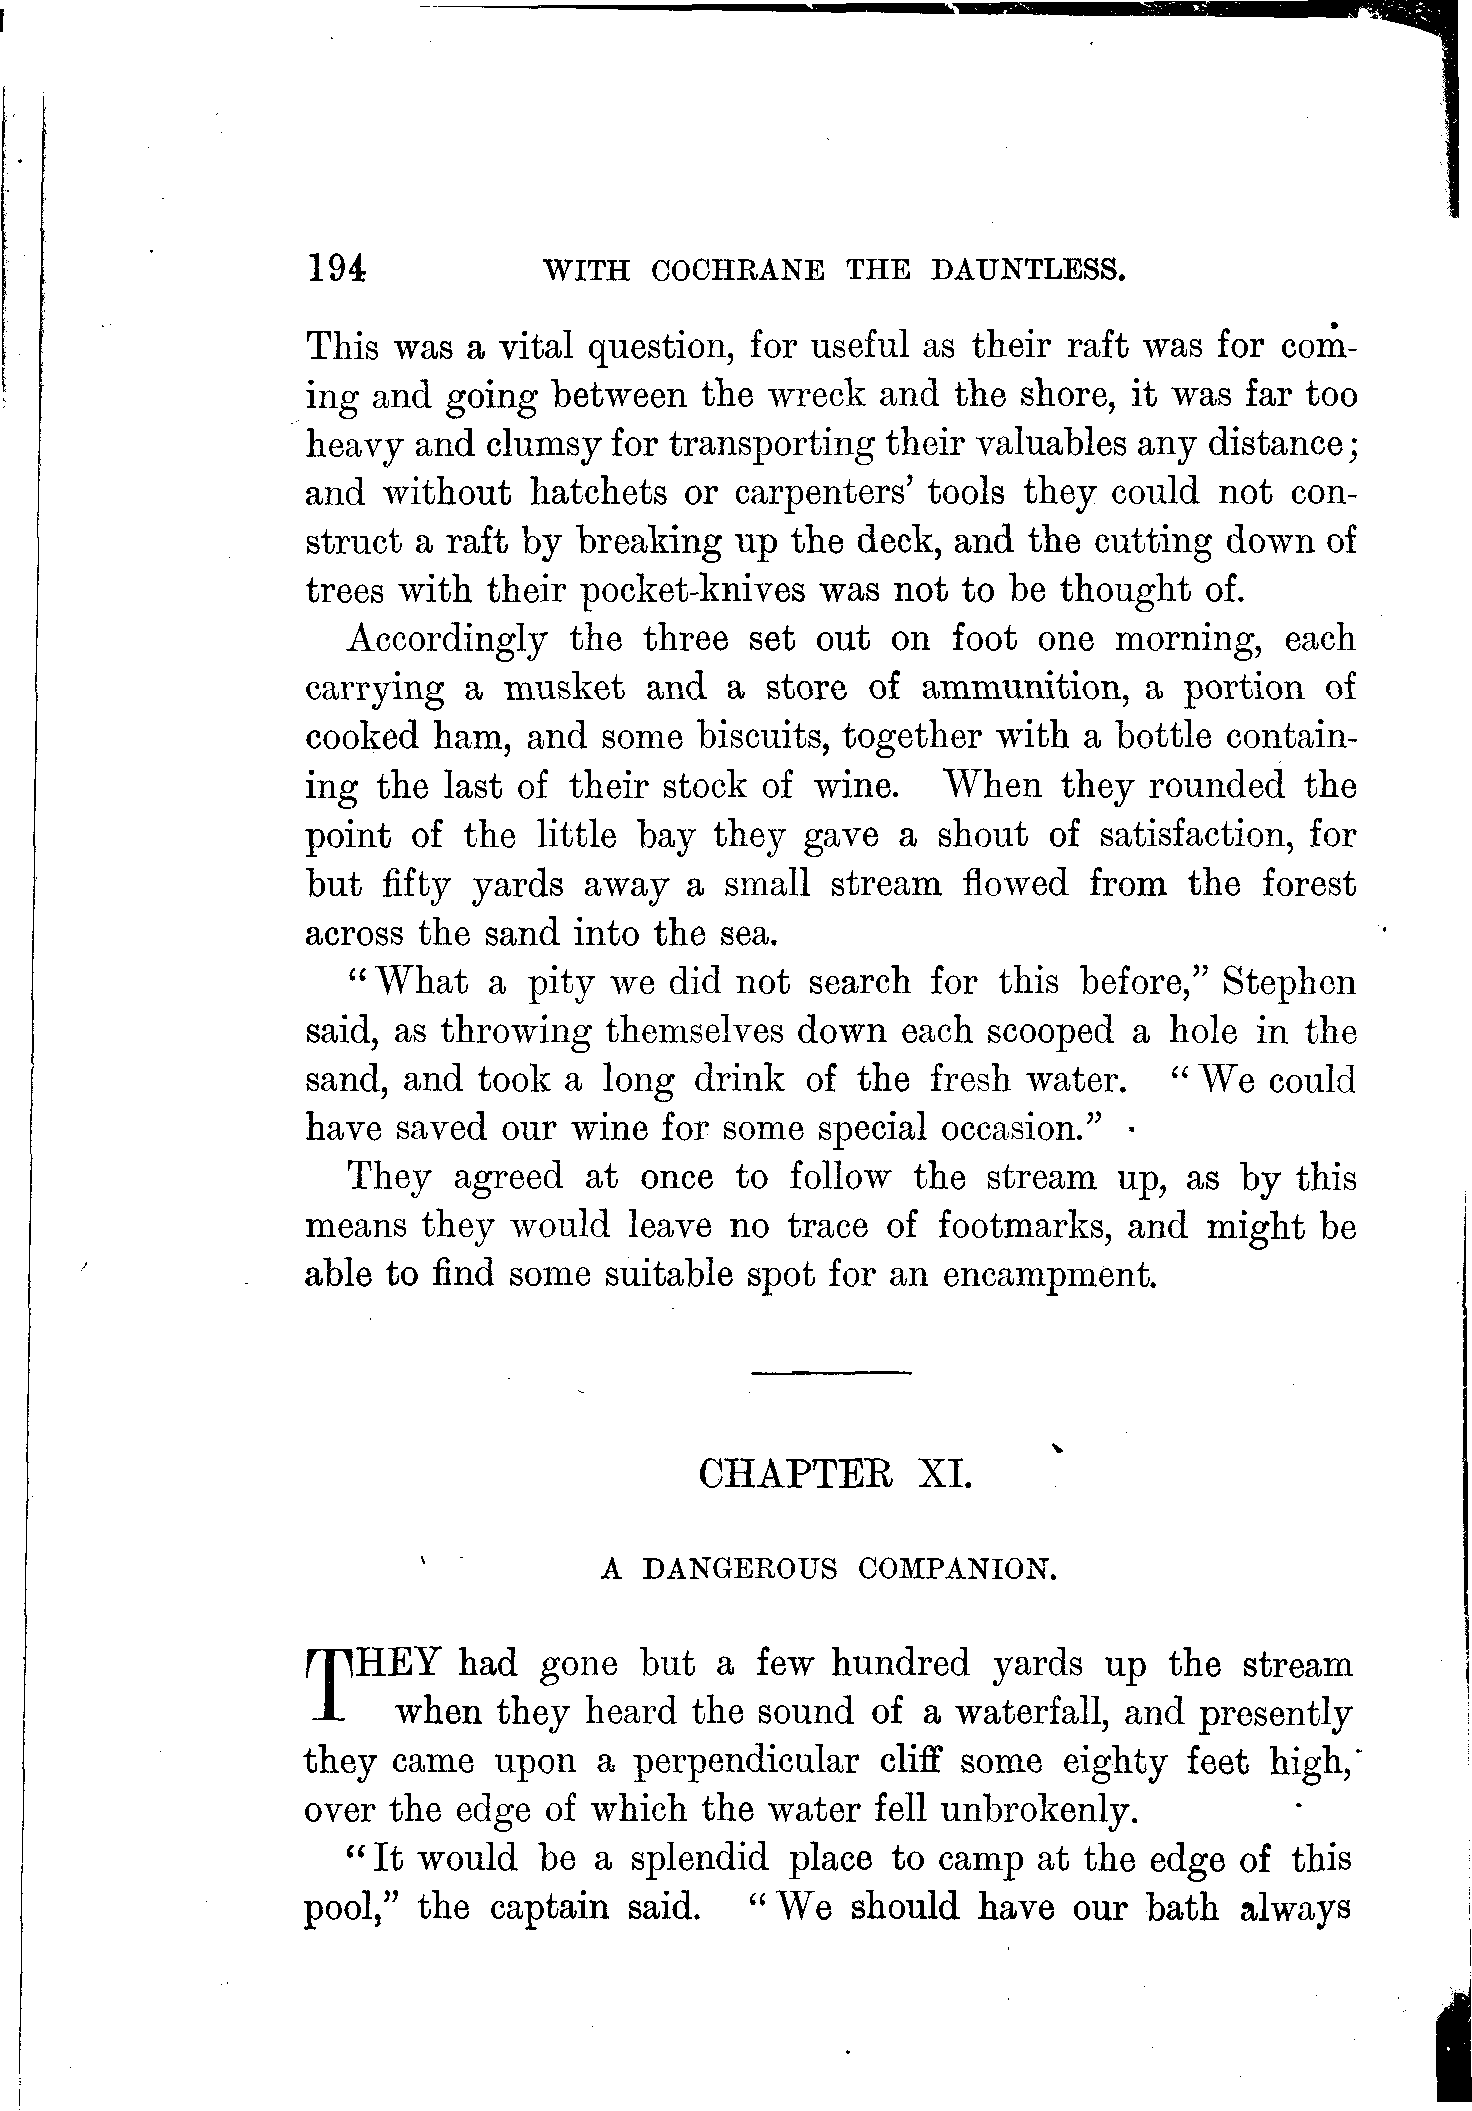 194 WITH COCHRANE THE DAUNTLESS.
This was a vital question, for useful as their raft was for com-
ing and going between the wreck and the shore, it was far too
heavy and clumsy for transporting their valuables any distance;
and without hatchets or carpenters' tools they could not con-
struct a raft by breaking up the deck, and the cutting down of
trees with their pocket-knives was not to be thought of.
Accordingly the three set out on foot one morning, each
carrying a musket and a store of ammunition, a portion of
cooked ham, and some biscuits, together with a bottle contain-
ing the last of their stock of wine. When they rounded the
point of the little bay they gave a shout of satisfaction, for
but fifty yards away a small stream flowed from the forest
across the sand into the sea.
"What a pity we did not search for this before," Stephen
said, as throwing themselves down each scooped a hole in the
sand, and took a long drink of the fresh water. "We could
have saved our wine for some special occasion."
They agreed at once to follow the stream up, as by this
means they would leave no trace of footmarks, and might be
able to find some suitable spot for an encampment.
CHAPTER XI.
A DANGEROUS COMPANION.
THEY had gone but a few hundred yards up the stream
when they heard the sound of a waterfall, and presently
they came upon a perpendicular cliff some eighty feet high,
over the edge of which the water fell unbrokenly.
"It would be a splendid place to camp at the edge of this
pool," the captain said. "We should have our bath always